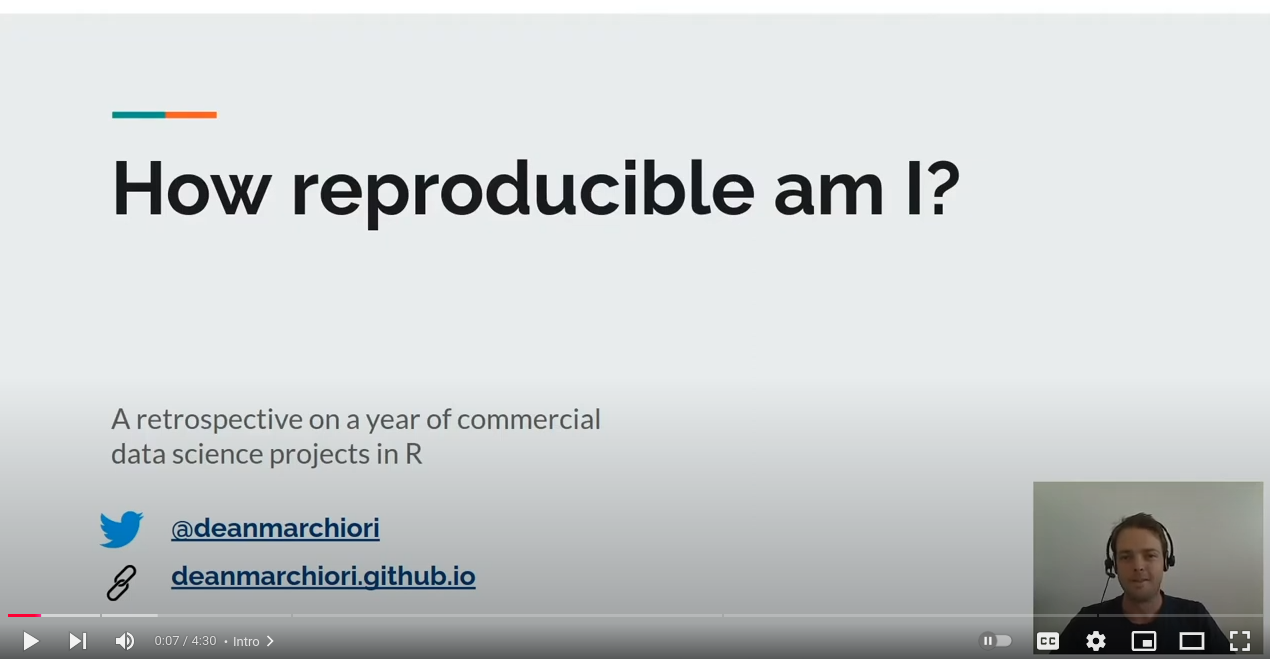 How reproducible am I?
A retrospective on a year of commercial
data science projects in R
@deanmarchiori
deanmarchiori.github.io
0:07 / 4:30 • Intro
CC